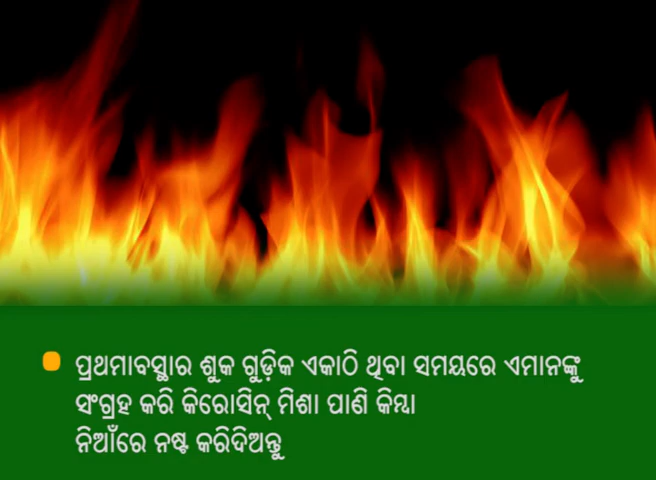 ପ୍ରଥମାବସ୍ଥାର ଶୁକ ଗୁଡ଼ିକ ଏକାଠି ଥିବା ସମୟରେ ଏମାନଙ୍କୁ
ସଂଗ୍ରହ କରି କିରୋସିନ୍ ମିଶା ପାଣି କିମ୍ବା
ନିଆଁରେ ନଷ୍ଟ କରିଦିଅନ୍ତୁ